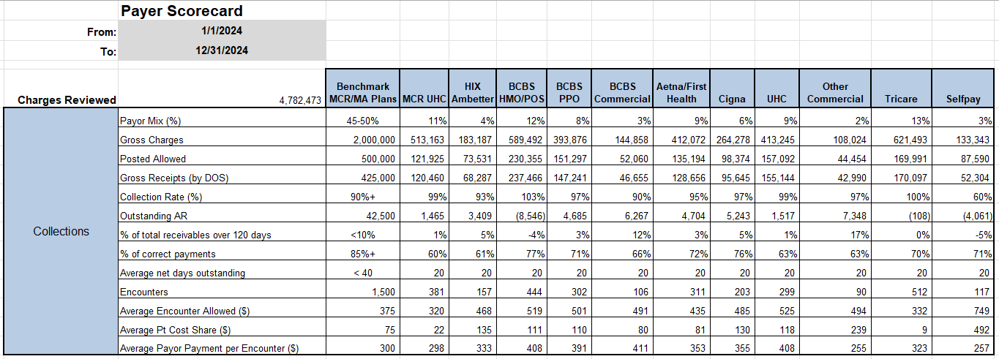 Payer Scorecard
From: 1/1/2024
To: 12/31/2024
Charges Reviewed 4,782,473 Benchmark MCR/MA Plans MCR UHC HIX Ambetter BCBS HMO/POS BCBS PPO BCBS Commercial Aetna/First Health Cigna UHC Other Commercial Tricare Selfpay
Collections
Payor Mix (%) 45-50% 11% 4% 12% 8% 3% 9% 6% 9% 2% 13% 3%
Gross Charges 2,000,000 513,163 183,187 589,492 393,876 144,858 412,072 264,278 413,245 108,024 621,493 133,343
Posted Allowed 500,000 121,925 73,531 230,355 151,297 52,060 135,194 98,374 157,092 44,454 169,991 87,590
Gross Receipts (by DOS) 425,000 120,460 68,287 237,466 147,241 46,655 128,656 95,645 155,144 42,990 170,097 52,304
Collection Rate (%) 90%+ 99% 93% 103% 97% 90% 95% 97% 99% 97% 100% 60%
Outstanding AR 42,500 1,465 3,409 (8,546) 4,685 6,267 4,704 5,243 1,517 7,348 (108) (4,061)
% of total receivables over 120 days <10% 1% 5% -4% 3% 12% 3% 5% 1% 17% 0% -5%
% of correct payments 85%+ 60% 61% 77% 71% 66% 72% 76% 63% 63% 70% 71%
Average net days outstanding < 40 20 20 20 20 20 20 20 20 20 20 20
Encounters 1,500 381 157 444 302 106 311 203 299 90 512 117
Average Encounter Allowed ($) 375 320 468 519 501 491 435 485 525 494 332 749
Average Pt Cost Share ($) 75 22 135 111 110 80 81 130 118 239 9 492
Average Payor Payment per Encounter ($) 300 298 333 408 391 411 353 355 408 255 323 257